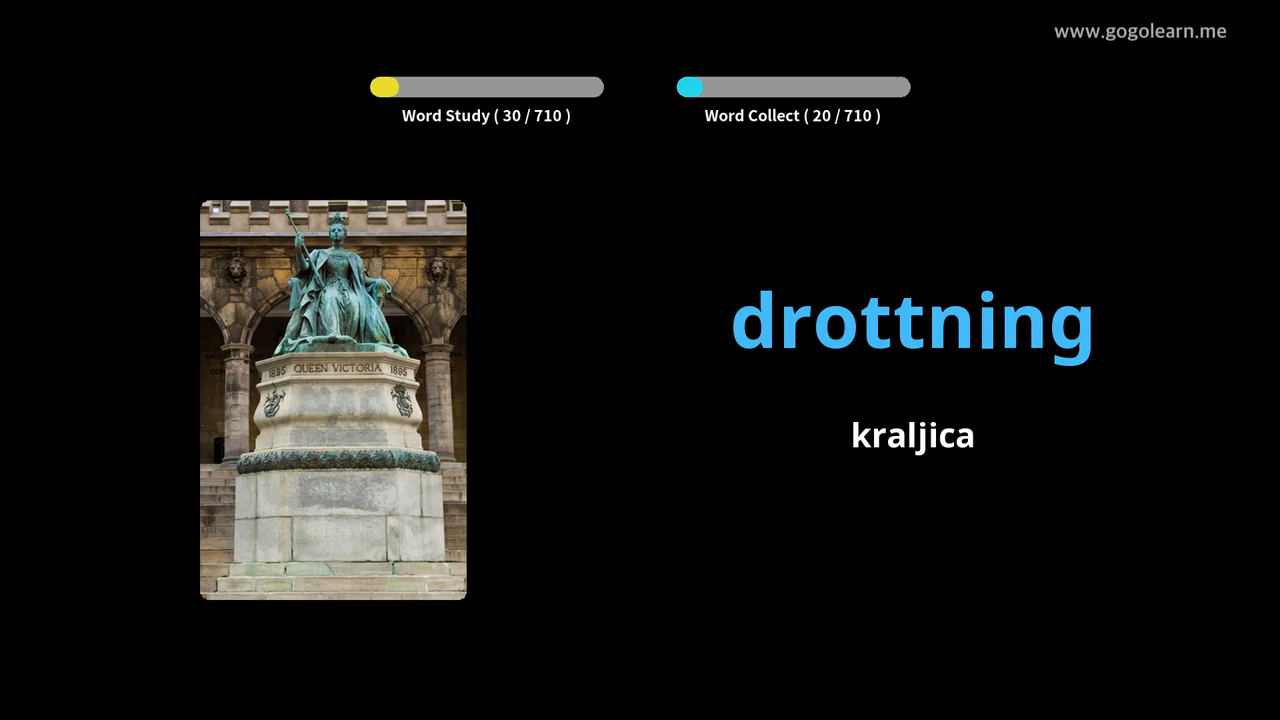 www.gogolearn.me
Word Study ( 30 / 710 )
Word Collect ( 20 / 710 )
1895 QUEEN VICTORIA 1895
drottning
kraljica